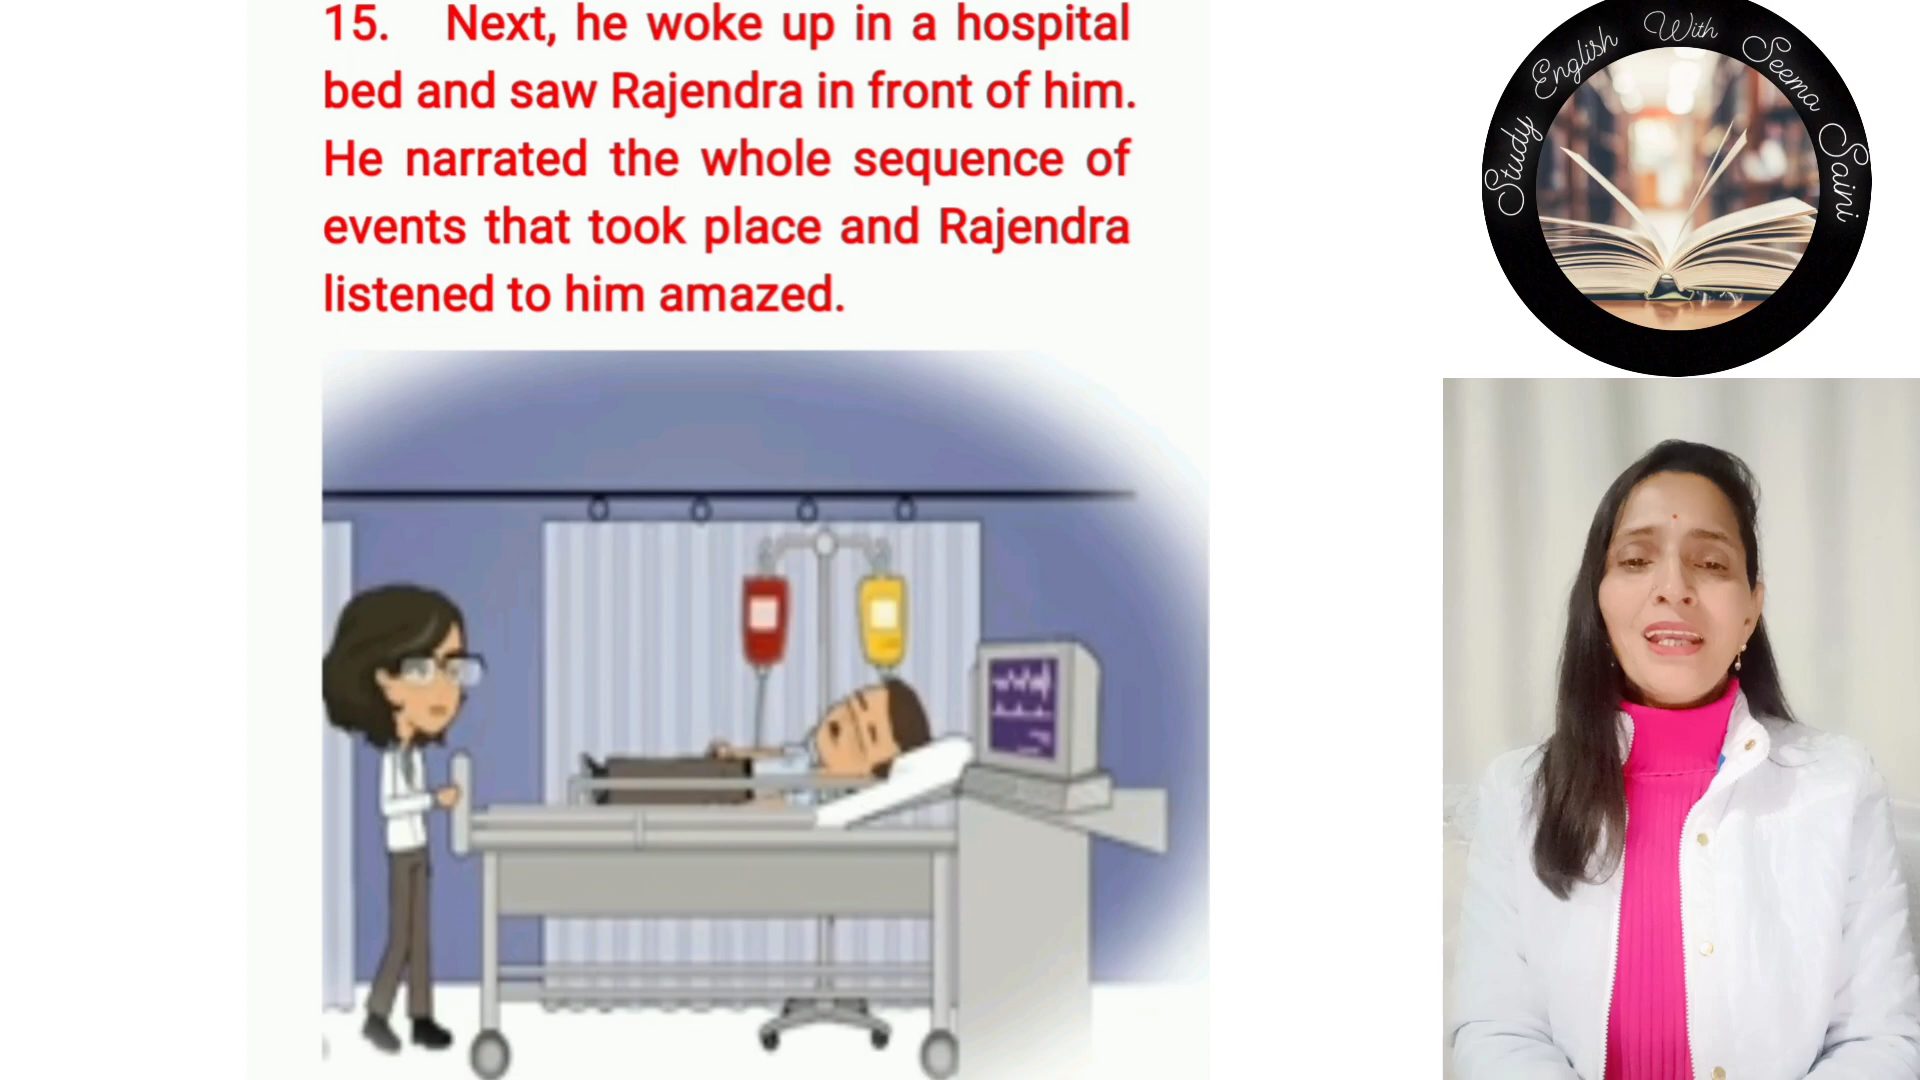 15. Next, he woke up in a hospital
bed and saw Rajendra in front of him.
He narrated the whole sequence of
events that took place and Rajendra
listened to him amazed.
Study English With Seema Saini